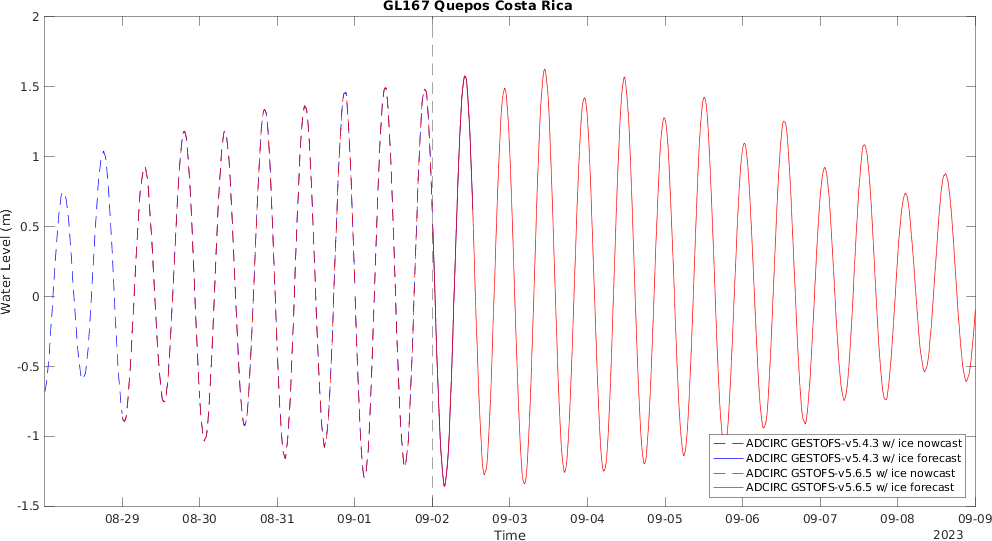 GL167 Quepos Costa Rica
2
1.5
1
0.5
0
-0.5
-1
-1.5
Water Level (m)
ADCIRC GESTOFS-v5.4.3 w/ ice nowcast
ADCIRC GESTOFS-v5.4.3 w/ ice forecast
ADCIRC GSTOFS-v5.6.5 w/ ice nowcast
ADCIRC GSTOFS-v5.6.5 w/ ice forecast
08-29 08-30 08-31 09-01 09-02 09-03 09-04 09-05 09-06 09-07 09-08 09-09
Time
2023